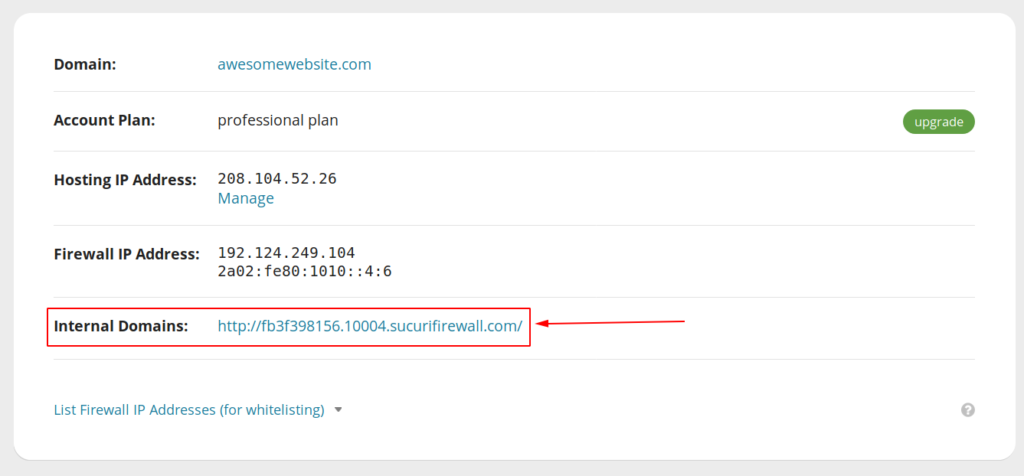 Domain: awesomewebsite.com
Account Plan: professional plan upgrade
Hosting IP Address: 208.104.52.26
Manage
Firewall IP Address: 192.124.249.104
2a02:fe80:1010::4:6
Internal Domains: http://fb3f398156.10004.sucurifirewall.com/
List Firewall IP Addresses (for whitelisting)
?